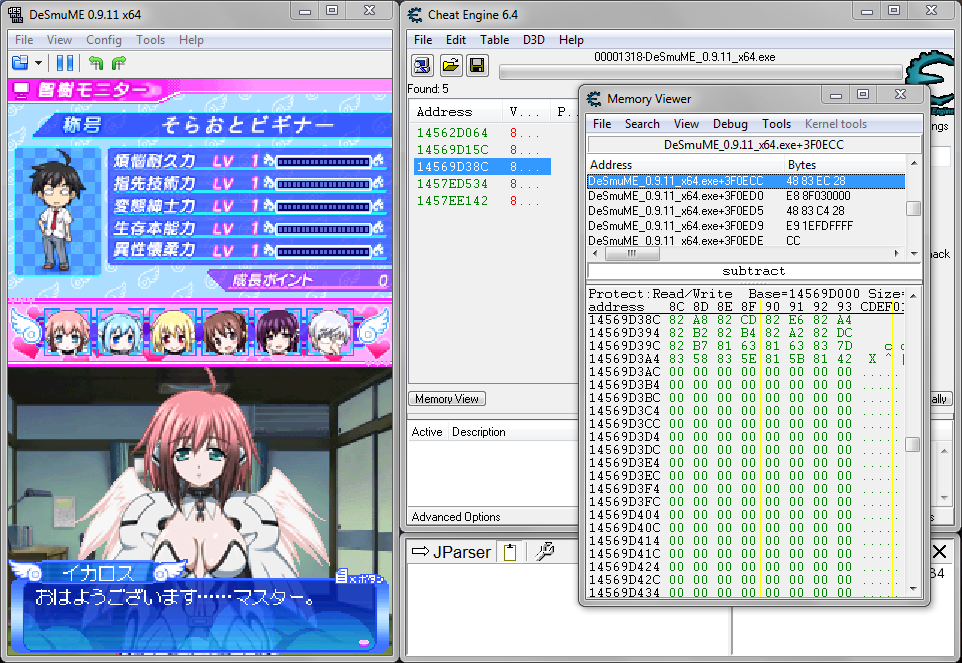 DeSmuME 0.9.11 x64
File View Config Tools Help
智樹モニター
称号 そらおとビギナー
煩悩耐久力 LV 1
指先技術力 LV 1
変態紳士力 LV 1
生存本能力 LV 1
異性懐柔力 LV 1
成長ポイント 0
イカロス
×ボタン
おはようございます……マスター。
Cheat Engine 6.4
File Edit Table D3D Help
00001318-DeSmuME_0.9.11_x64.exe
Found: 5
Address V... P..
14562D064 8...
14569D15C 8...
14569D38C 8...
1457ED534 8...
1457EE142 8...
Memory View
Active Description
Advanced Options
JParser
Memory Viewer
File Search View Debug Tools Kernel tools
DeSmuME_0.9.11_x64.exe+3F0ECC
Address Bytes
DeSmuME_0.9.11_x64.exe+3F0ECC 48 83 EC 28
DeSmuME_0.9.11_x64.exe+3F0ED0 E8 8F030000
DeSmuME_0.9.11_x64.exe+3F0ED5 48 83 C4 28
DeSmuME_0.9.11_x64.exe+3F0ED9 E9 1EFDFFFF
DeSmuME_0.9.11_x64.exe+3F0EDE CC
subtract
Protect:Read/Write Base=14569D000 Size=
address 8C 8D 8E 8F 90 91 92 93 CDEF01
14569D38C 82 A8 82 CD 82 E6 82 A4
14569D394 82 B2 82 B4 82 A2 82 DC
14569D39C 82 B7 81 63 81 63 83 7D c c
14569D3A4 83 58 83 5E 81 5B 81 42 X ^ [
14569D3AC 00 00 00 00 00 00 00 00 ........
14569D3B4 00 00 00 00 00 00 00 00 ........
14569D3BC 00 00 00 00 00 00 00 00 ........
14569D3C4 00 00 00 00 00 00 00 00 ........
14569D3CC 00 00 00 00 00 00 00 00 ........
14569D3D4 00 00 00 00 00 00 00 00 ........
14569D3DC 00 00 00 00 00 00 00 00 ........
14569D3E4 00 00 00 00 00 00 00 00 ........
14569D3EC 00 00 00 00 00 00 00 00 ........
14569D3F4 00 00 00 00 00 00 00 00 ........
14569D3FC 00 00 00 00 00 00 00 00 ........
14569D404 00 00 00 00 00 00 00 00 ........
14569D40C 00 00 00 00 00 00 00 00 ........
14569D414 00 00 00 00 00 00 00 00 ........
14569D41C 00 00 00 00 00 00 00 00 ........
14569D424 00 00 00 00 00 00 00 00 ........
14569D42C 00 00 00 00 00 00 00 00 ........
14569D434 00 00 00 00 00 00 00 00 ........